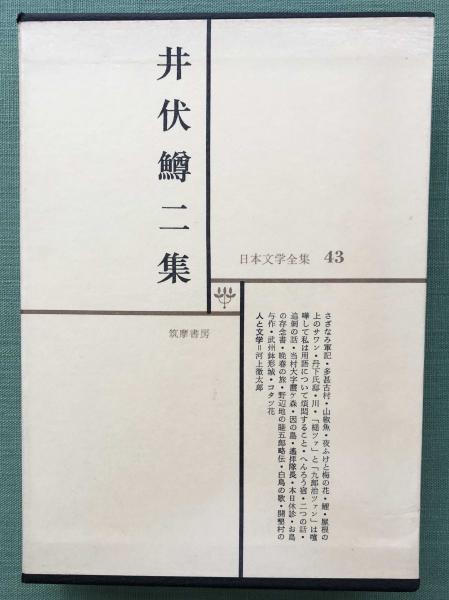 井伏鱒二集
日本文学全集 43
筑摩書房
さざなみ軍記・多甚古村・山椒魚・夜ふけと梅の花・鯉・屋根の
上のサワン・丹下氏邸・川・「槌ツァ」と「九郎治ツァン」は喧
嘩して私は用語について煩悶すること・へんろう宿・二つの話・
追剝の話・当村大字霞ケ森・因の島・遙拝隊長・本日休診・お島
の存念書・晩春の旅・野辺地の睦五郎略伝・白鳥の歌・開墾村の
与作・武州鉢形城・コタツ花
人と文学=河上徹太郎